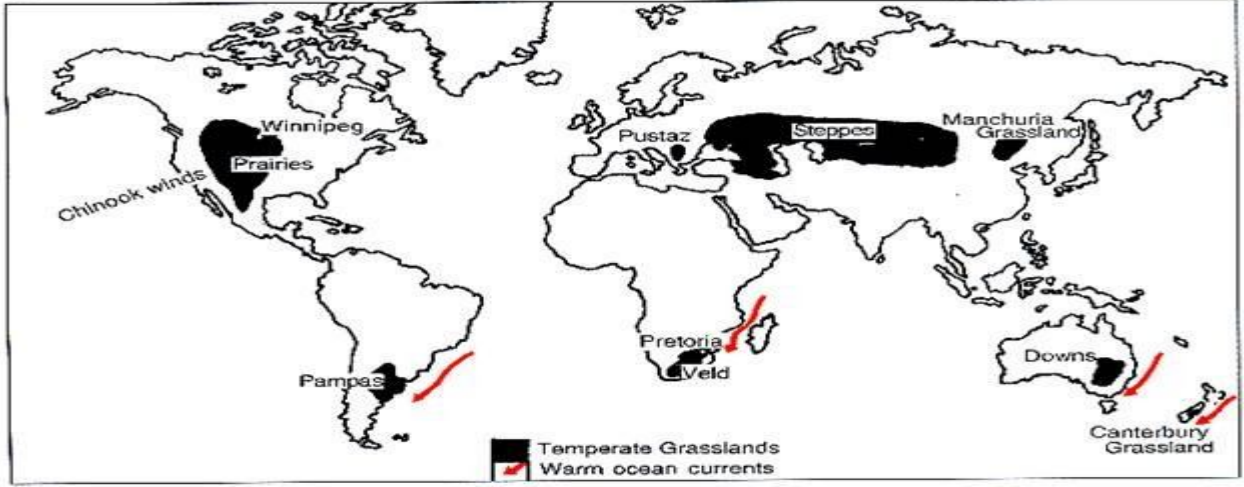 Winnipeg
Prairies
Chinook winds
Pustaz
Steppes
Manchuria
Grassland
Pretoria
Veld
Pampas
Downs
Canterbury
Grassland
Temperate Grasslands
Warm ocean currents